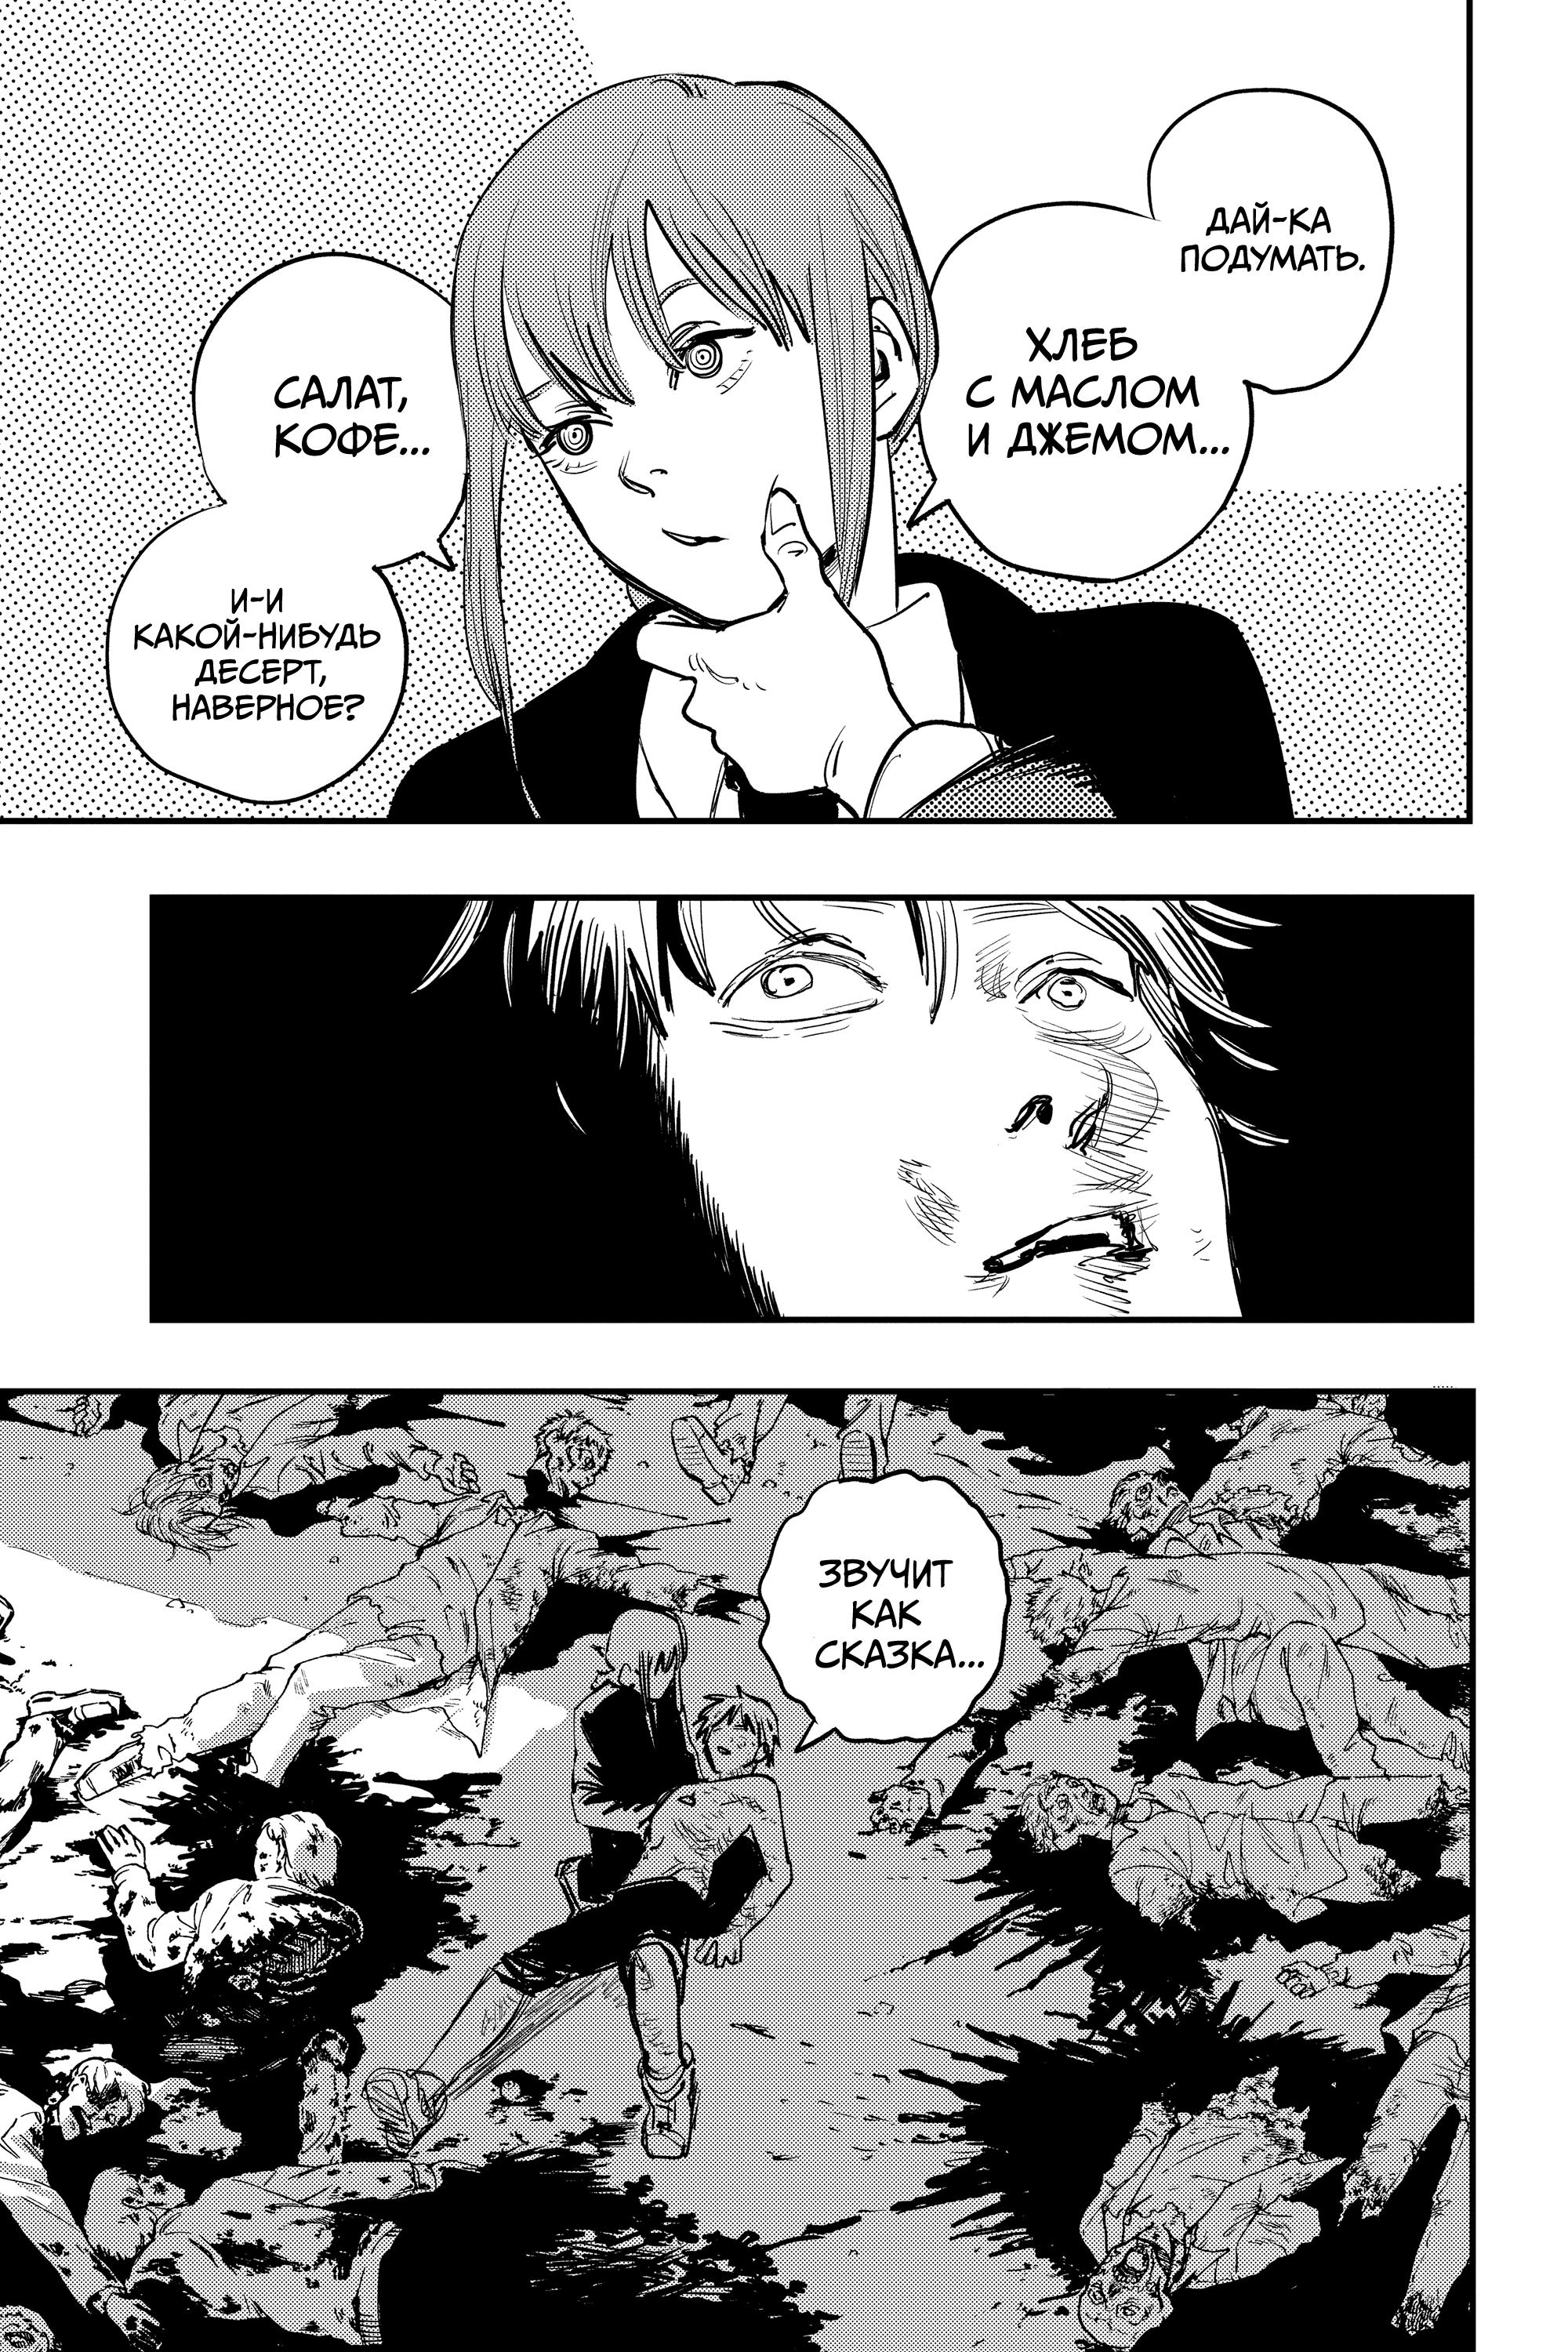 ДАЙ-КА
ПОДУМАТЬ.
ХЛЕБ
С МАСЛОМ
И ДЖЕМОМ...
САЛАТ,
КОФЕ...
И-И
КАКОЙ-НИБУДЬ
ДЕСЕРТ,
НАВЕРНОЕ?
ЗВУЧИТ
КАК
СКАЗКА...